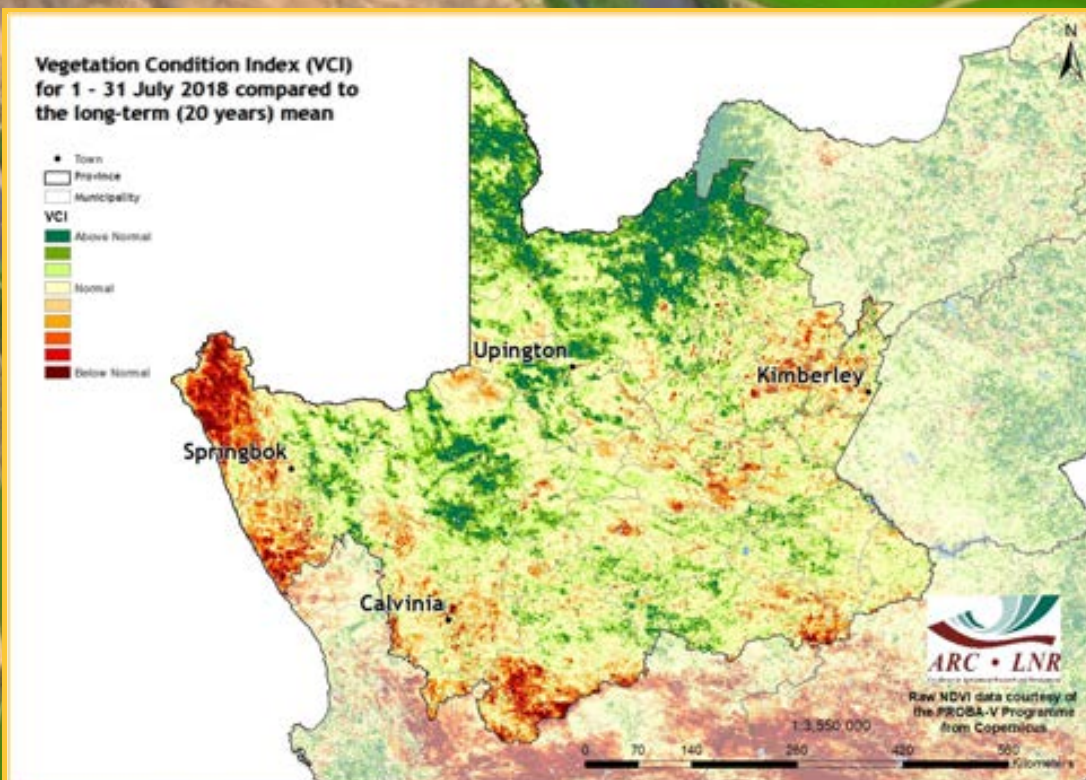 Vegetation Condition Index (VCI)
for 1 - 31 July 2018 compared to
the long-term (20 years) mean
N
Town
Province
Municipality
VCI
Above Normal
Normal
Below Normal
Upington
Kimberley
Springbok
Calvinia
ARC • LNR
Raw NDVI data courtesy of
the PROBA-V Programme
from Copernicus
1:3,550 000
0 70 140 280 420 560
Kilometers